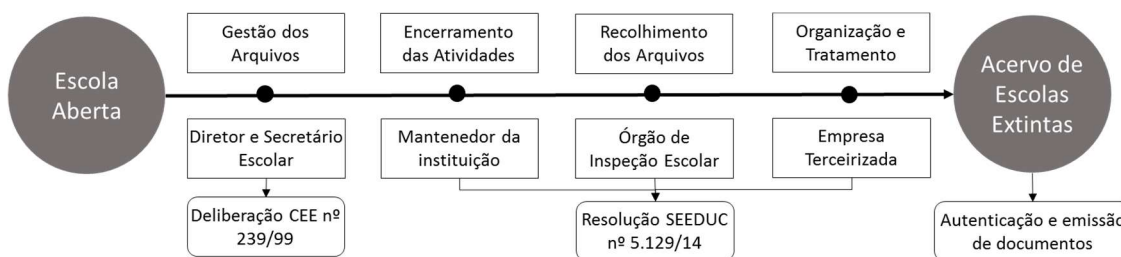 Escola
Aberta
Gestão dos
Arquivos
Encerramento
das Atividades
Recolhimento
dos Arquivos
Organização e
Tratamento
Acervo de
Escolas
Extintas
Diretor e Secretário
Escolar
Mantenedor da
instituição
Órgão de
Inspeção Escolar
Empresa
Terceirizada
Deliberação CEE nº
239/99
Resolução SEEDUC
nº 5.129/14
Autenticação e emissão
de documentos